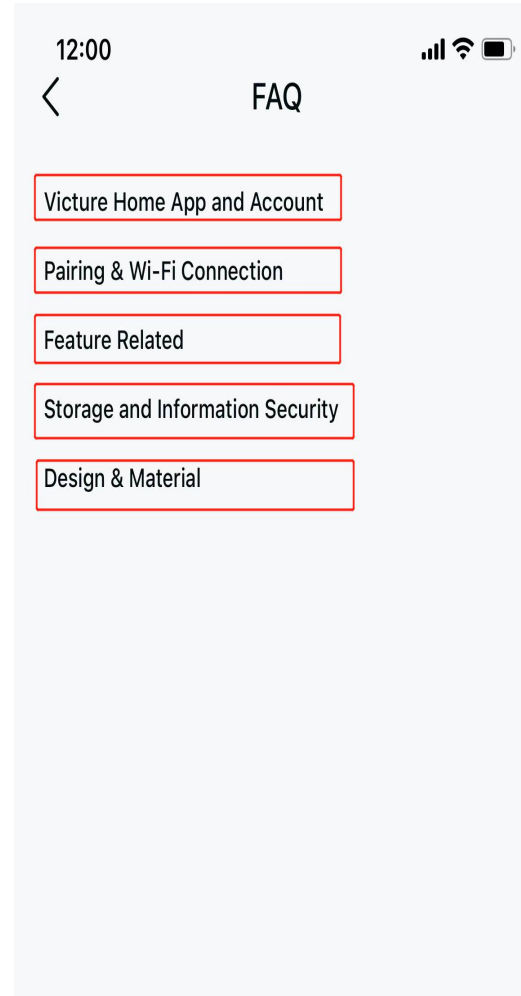 12:00
FAQ
Victure Home App and Account
Pairing & Wi-Fi Connection
Feature Related
Storage and Information Security
Design & Material